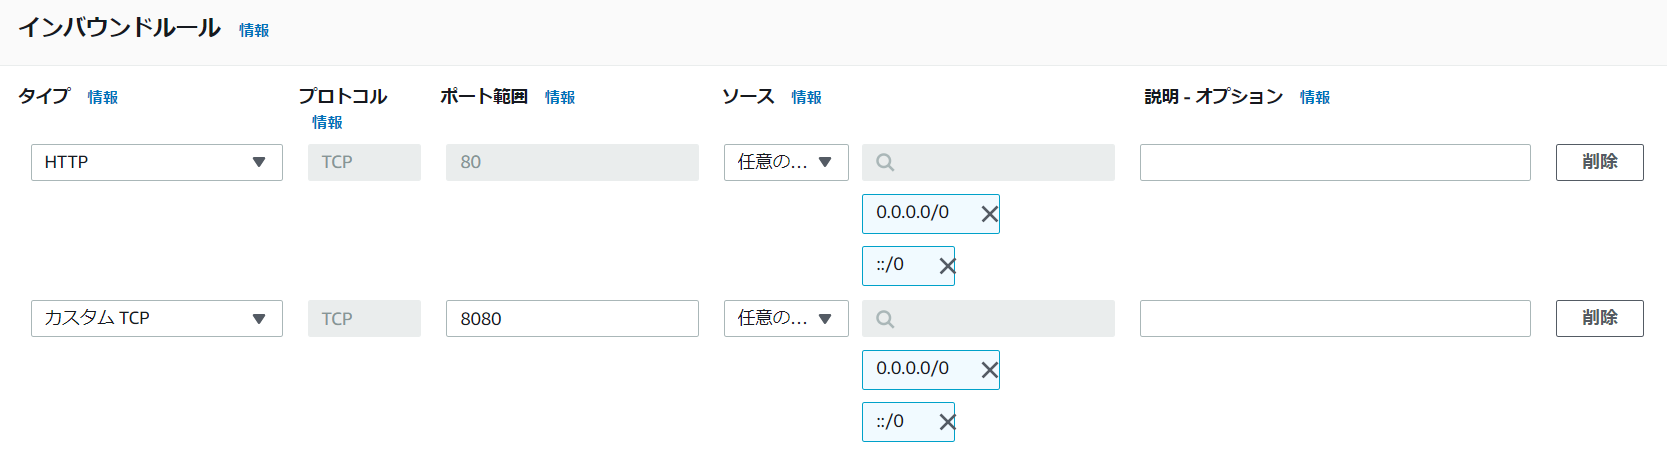 インバウンドルール 情報
タイプ 情報 プロトコル 情報 ポート範囲 情報 ソース 情報 説明 - オプション 情報
HTTP TCP 80 任意の... 削除
0.0.0.0/0
::/0
カスタム TCP TCP 8080 任意の... 削除
0.0.0.0/0
::/0